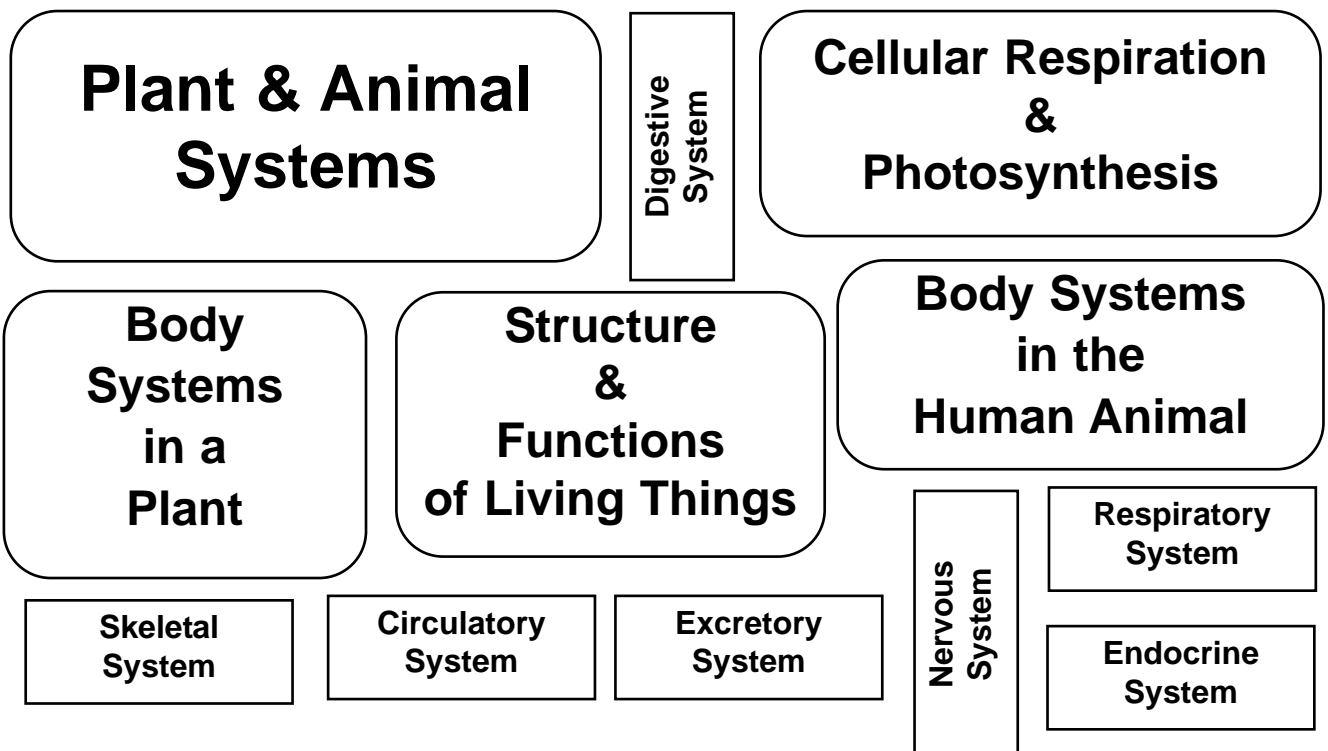 Plant & Animal
Systems
Digestive
System
Cellular Respiration
&
Photosynthesis
Body
Systems
in a
Plant
Structure
&
Functions
of Living Things
Body Systems
in the
Human Animal
Skeletal
System
Circulatory
System
Excretory
System
Nervous
System
Respiratory
System
Endocrine
System